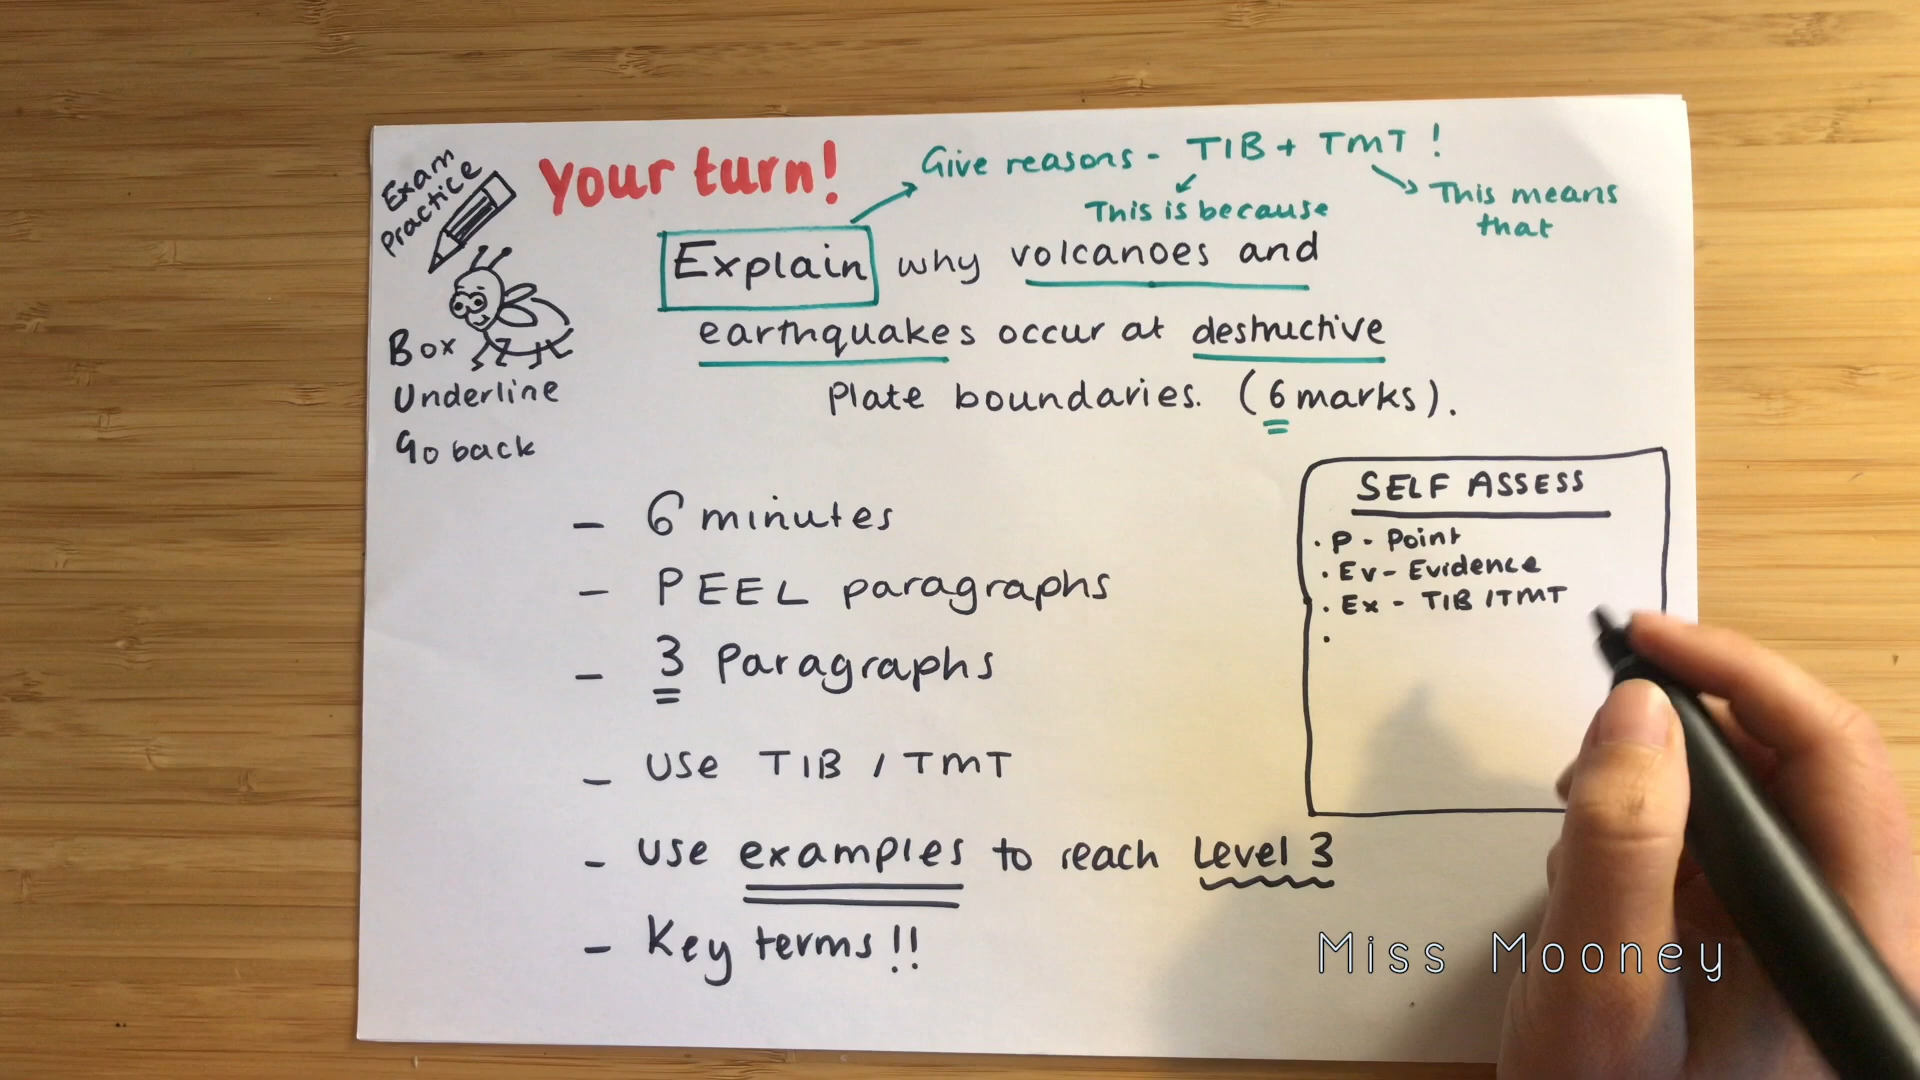 Exam
Practice
Your turn!
Give reasons - TIB + TMT!
This is because
This means
that
Explain why volcanoes and
earthquakes occur at destructive
Plate boundaries. (6 marks).
Box
Underline
Go back
- 6 minutes
- PEEL paragraphs
- 3 Paragraphs
- USE TIB / TMT
- USE examples to reach Level 3
- Key terms!!
SELF ASSESS
· P - Point
· Ev - Evidence
· Ex - TIB / TMT
·
Miss Mooney